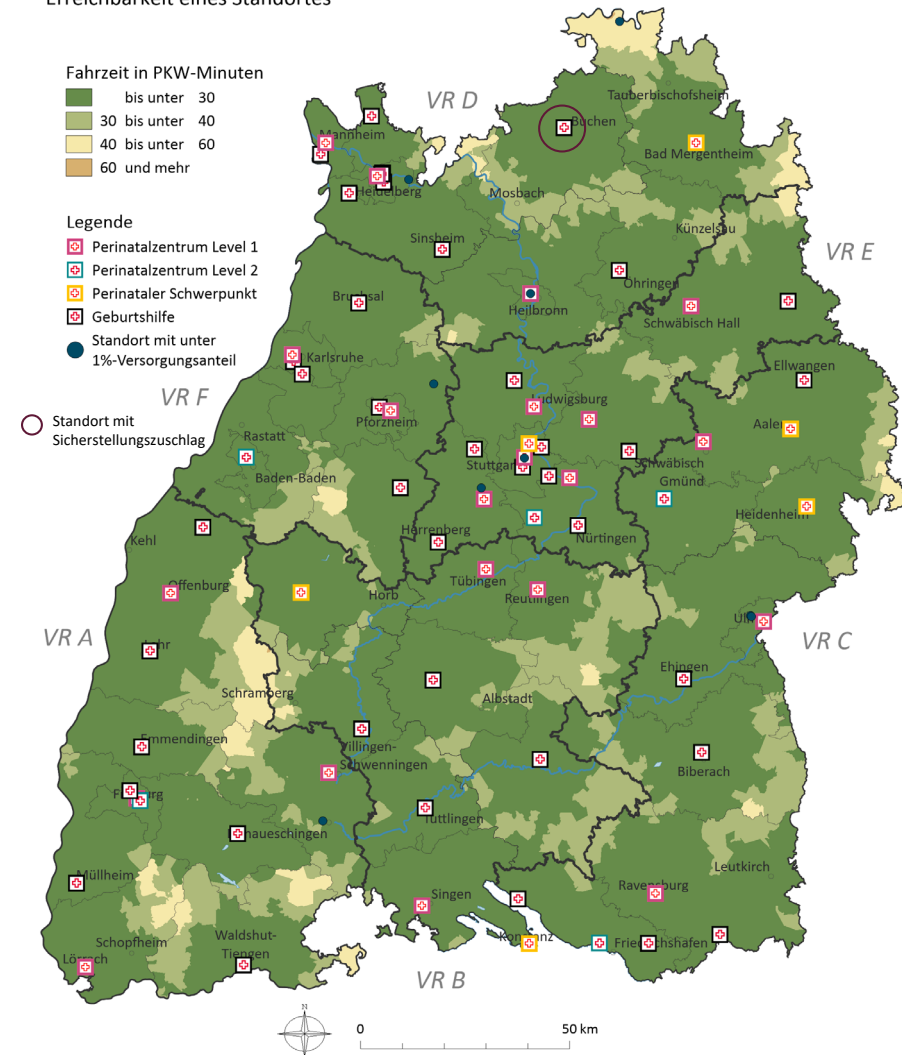 Erreichbarkeit eines Standortes
Fahrzeit in PKW-Minuten
bis unter 30
30 bis unter 40
40 bis unter 60
60 und mehr
Legende
Perinatalzentrum Level 1
Perinatalzentrum Level 2
Perinataler Schwerpunkt
Geburtshilfe
Standort mit unter
1%-Versorgungsanteil
Standort mit
Sicherstellungszuschlag
VR D
Tauberbischofsheim
Buchen
Mannheim
Bad Mergentheim
Heidelberg
Mosbach
Künzelsau
Sinsheim
VR E
Öhringen
Bruchsal
Heilbronn
Schwäbisch Hall
Karlsruhe
Ellwangen
VR F
Ludwigsburg
Pforzheim
Aalen
Rastatt
Stuttgart
Schwäbisch
Gmünd
Baden-Baden
Heidenheim
Herrenberg
Nürtingen
Kehl
Offenburg
Tübingen
Horb
Reutlingen
Ulm
VR A
VR C
Lahr
Ehingen
Schramberg
Albstadt
Emmendingen
Villingen-
Schwenningen
Biberach
Freiburg
Tuttlingen
Donaueschingen
Leutkirch
Müllheim
Ravensburg
Singen
Waldshut-
Tiengen
Schopfheim
Konstanz
Friedrichshafen
Lörrach
VR B
N
0 50 km